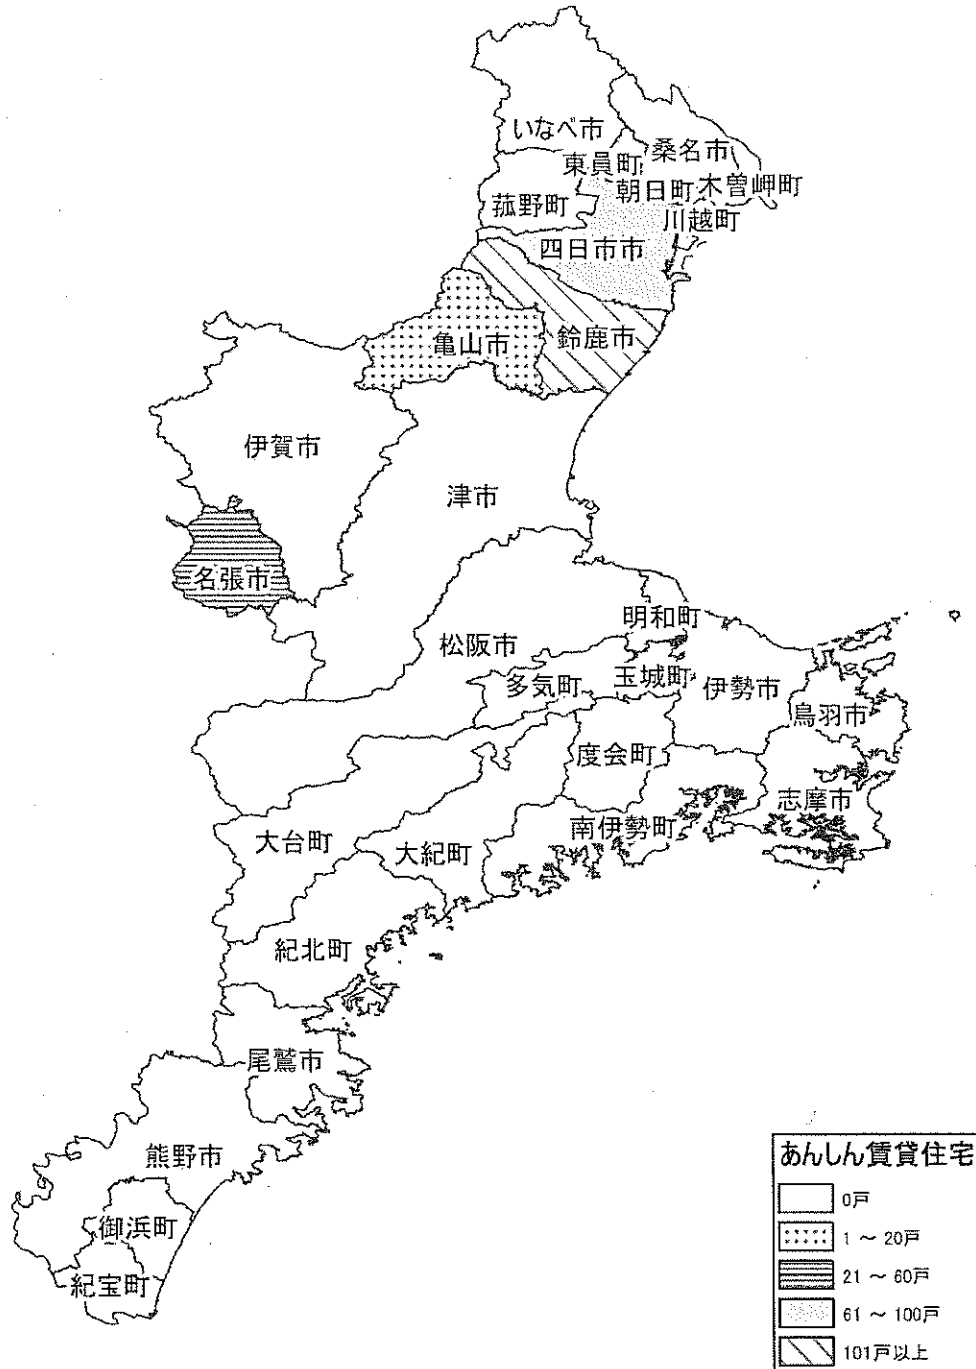 いなべ市
桑名市
東員町
朝日町
木曽岬町
菰野町
川越町
四日市市
亀山市
鈴鹿市
伊賀市
津市
名張市
明和町
松阪市
多気町
玉城町
伊勢市
鳥羽市
度会町
志摩市
南伊勢町
大台町
大紀町
紀北町
尾鷲市
熊野市
御浜町
紀宝町
あんしん賃貸住宅
0戸
1 ～ 20戸
21 ～ 60戸
61 ～ 100戸
101戸以上